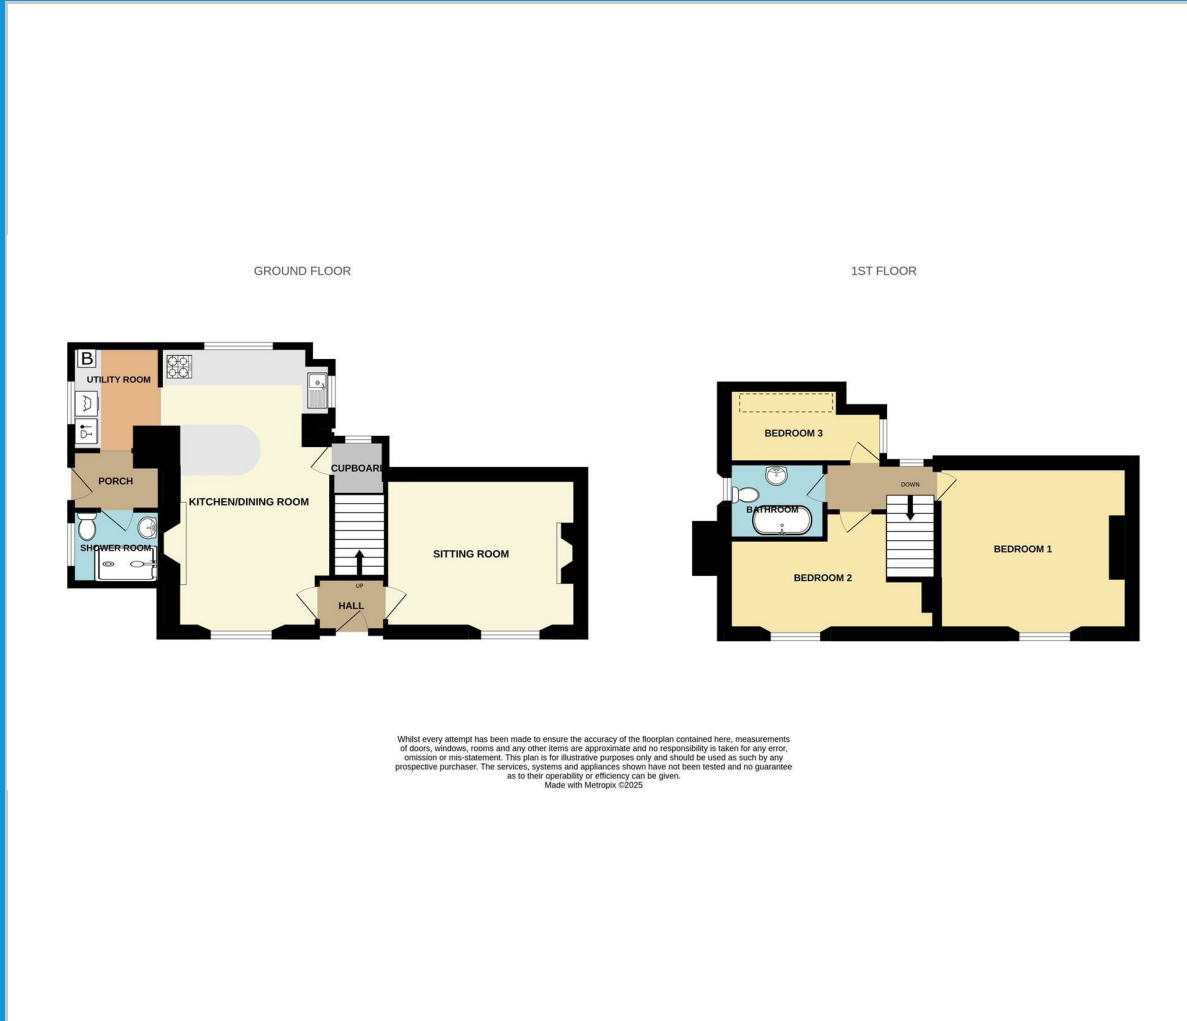 GROUND FLOOR
1ST FLOOR
B
UTILITY ROOM
PORCH
SHOWER ROOM
KITCHEN/DINING ROOM
CUPBOARD
UP
HALL
SITTING ROOM
BEDROOM 3
BATHROOM
DOWN
BEDROOM 2
BEDROOM 1
Whilst every attempt has been made to ensure the accuracy of the floorplan contained here, measurements
of doors, windows, rooms and any other items are approximate and no responsibility is taken for any error,
omission or mis-statement. This plan is for illustrative purposes only and should be used as such by any
prospective purchaser. The services, systems and appliances shown have not been tested and no guarantee
as to their operability or efficiency can be given.
Made with Metropix ©2025